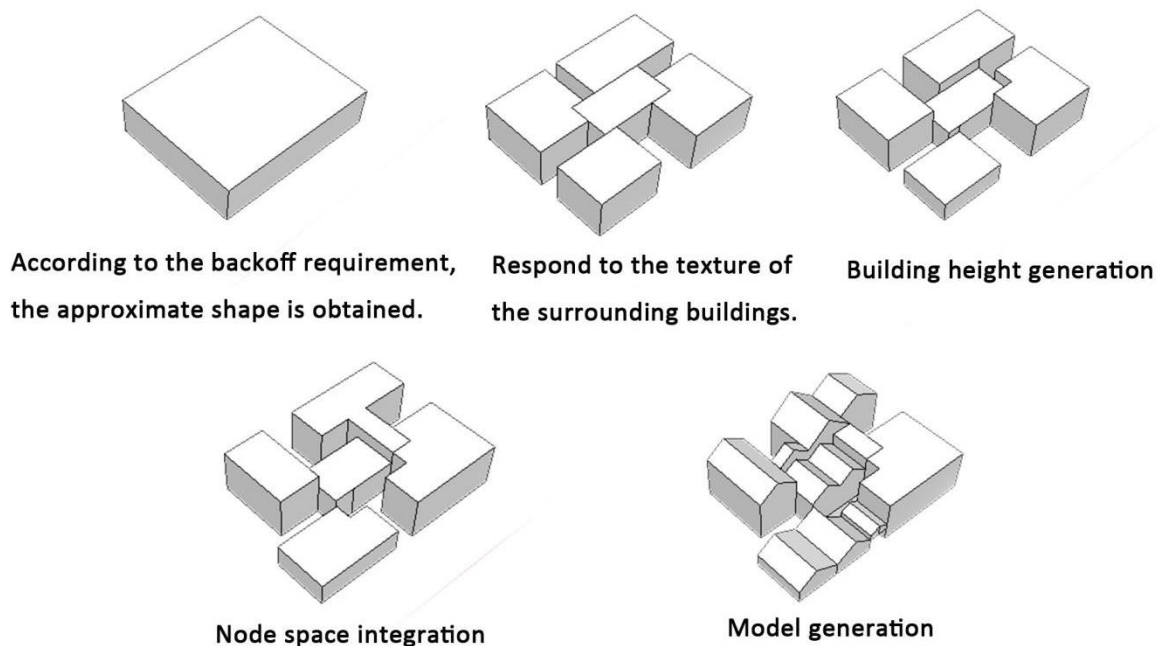 According to the backoff requirement,
the approximate shape is obtained.
Respond to the texture of
the surrounding buildings.
Building height generation
Node space integration
Model generation